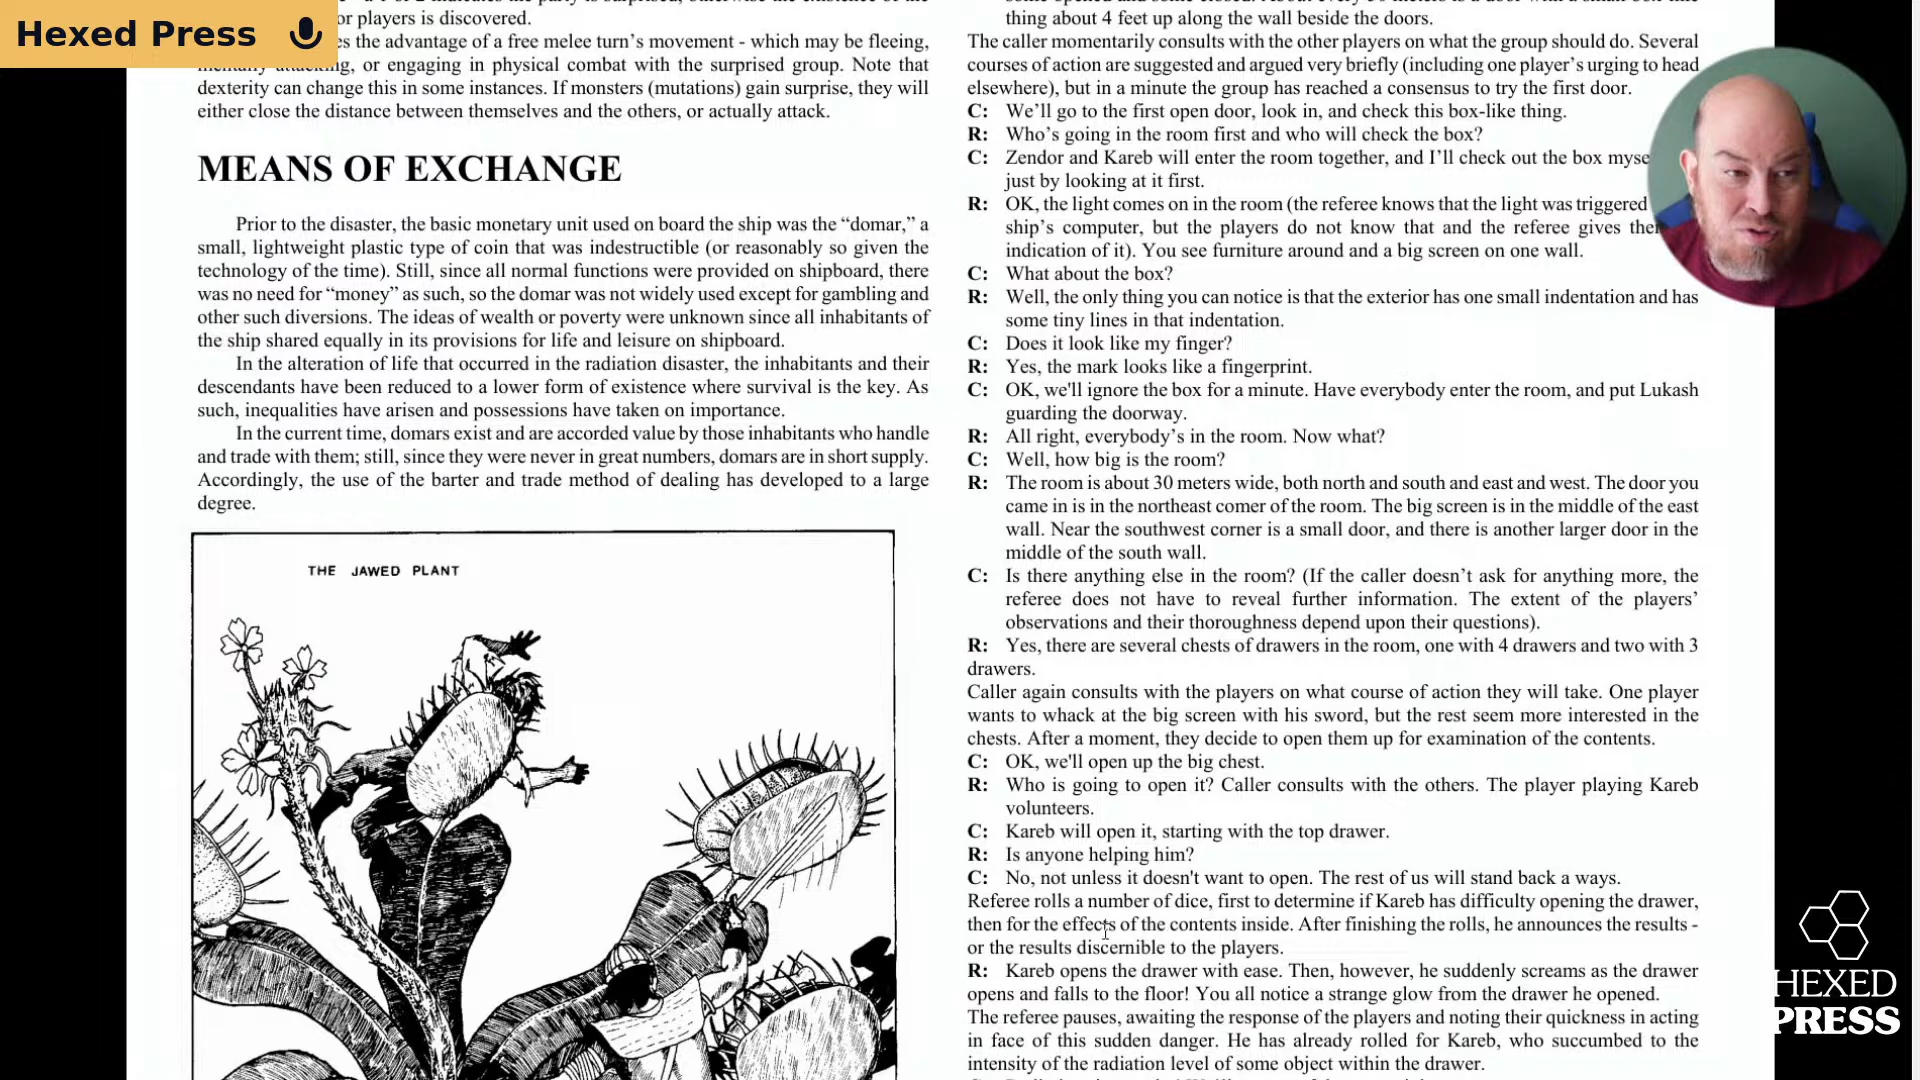 Hexed Press
or players is discovered.
es the advantage of a free melee turn’s movement - which may be fleeing,
mentally attacking, or engaging in physical combat with the surprised group. Note that
dexterity can change this in some instances. If monsters (mutations) gain surprise, they will
either close the distance between themselves and the others, or actually attack.
MEANS OF EXCHANGE
Prior to the disaster, the basic monetary unit used on board the ship was the “domar,” a
small, lightweight plastic type of coin that was indestructible (or reasonably so given the
technology of the time). Still, since all normal functions were provided on shipboard, there
was no need for “money” as such, so the domar was not widely used except for gambling and
other such diversions. The ideas of wealth or poverty were unknown since all inhabitants of
the ship shared equally in its provisions for life and leisure on shipboard.
In the alteration of life that occurred in the radiation disaster, the inhabitants and their
descendants have been reduced to a lower form of existence where survival is the key. As
such, inequalities have arisen and possessions have taken on importance.
In the current time, domars exist and are accorded value by those inhabitants who handle
and trade with them; still, since they were never in great numbers, domars are in short supply.
Accordingly, the use of the barter and trade method of dealing has developed to a large
degree.
THE JAWED PLANT
thing about 4 feet up along the wall beside the doors.
The caller momentarily consults with the other players on what the group should do. Several
courses of action are suggested and argued very briefly (including one player’s urging to head
elsewhere), but in a minute the group has reached a consensus to try the first door.
C: We’ll go to the first open door, look in, and check this box-like thing.
R: Who’s going in the room first and who will check the box?
C: Zendor and Kareb will enter the room together, and I’ll check out the box myse
just by looking at it first.
R: OK, the light comes on in the room (the referee knows that the light was triggered
ship’s computer, but the players do not know that and the referee gives the
indication of it). You see furniture around and a big screen on one wall.
C: What about the box?
R: Well, the only thing you can notice is that the exterior has one small indentation and has
some tiny lines in that indentation.
C: Does it look like my finger?
R: Yes, the mark looks like a fingerprint.
C: OK, we'll ignore the box for a minute. Have everybody enter the room, and put Lukash
guarding the doorway.
R: All right, everybody’s in the room. Now what?
C: Well, how big is the room?
R: The room is about 30 meters wide, both north and south and east and west. The door you
came in is in the northeast comer of the room. The big screen is in the middle of the east
wall. Near the southwest corner is a small door, and there is another larger door in the
middle of the south wall.
C: Is there anything else in the room? (If the caller doesn’t ask for anything more, the
referee does not have to reveal further information. The extent of the players’
observations and their thoroughness depend upon their questions).
R: Yes, there are several chests of drawers in the room, one with 4 drawers and two with 3
drawers.
Caller again consults with the players on what course of action they will take. One player
wants to whack at the big screen with his sword, but the rest seem more interested in the
chests. After a moment, they decide to open them up for examination of the contents.
C: OK, we'll open up the big chest.
R: Who is going to open it? Caller consults with the others. The player playing Kareb
volunteers.
C: Kareb will open it, starting with the top drawer.
R: Is anyone helping him?
C: No, not unless it doesn't want to open. The rest of us will stand back a ways.
Referee rolls a number of dice, first to determine if Kareb has difficulty opening the drawer,
then for the effects of the contents inside. After finishing the rolls, he announces the results -
or the results discernible to the players.
R: Kareb opens the drawer with ease. Then, however, he suddenly screams as the drawer
opens and falls to the floor! You all notice a strange glow from the drawer he opened.
The referee pauses, awaiting the response of the players and noting their quickness in acting
in face of this sudden danger. He has already rolled for Kareb, who succumbed to the
intensity of the radiation level of some object within the drawer.
HEXED
PRESS